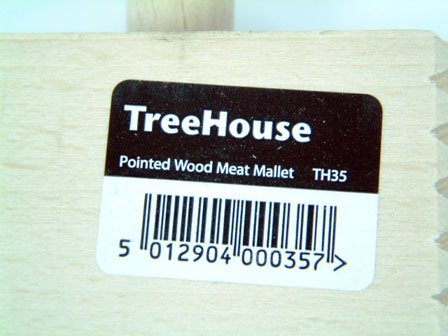 TreeHouse
Pointed Wood Meat Mallet TH35
5 012904 000357 >